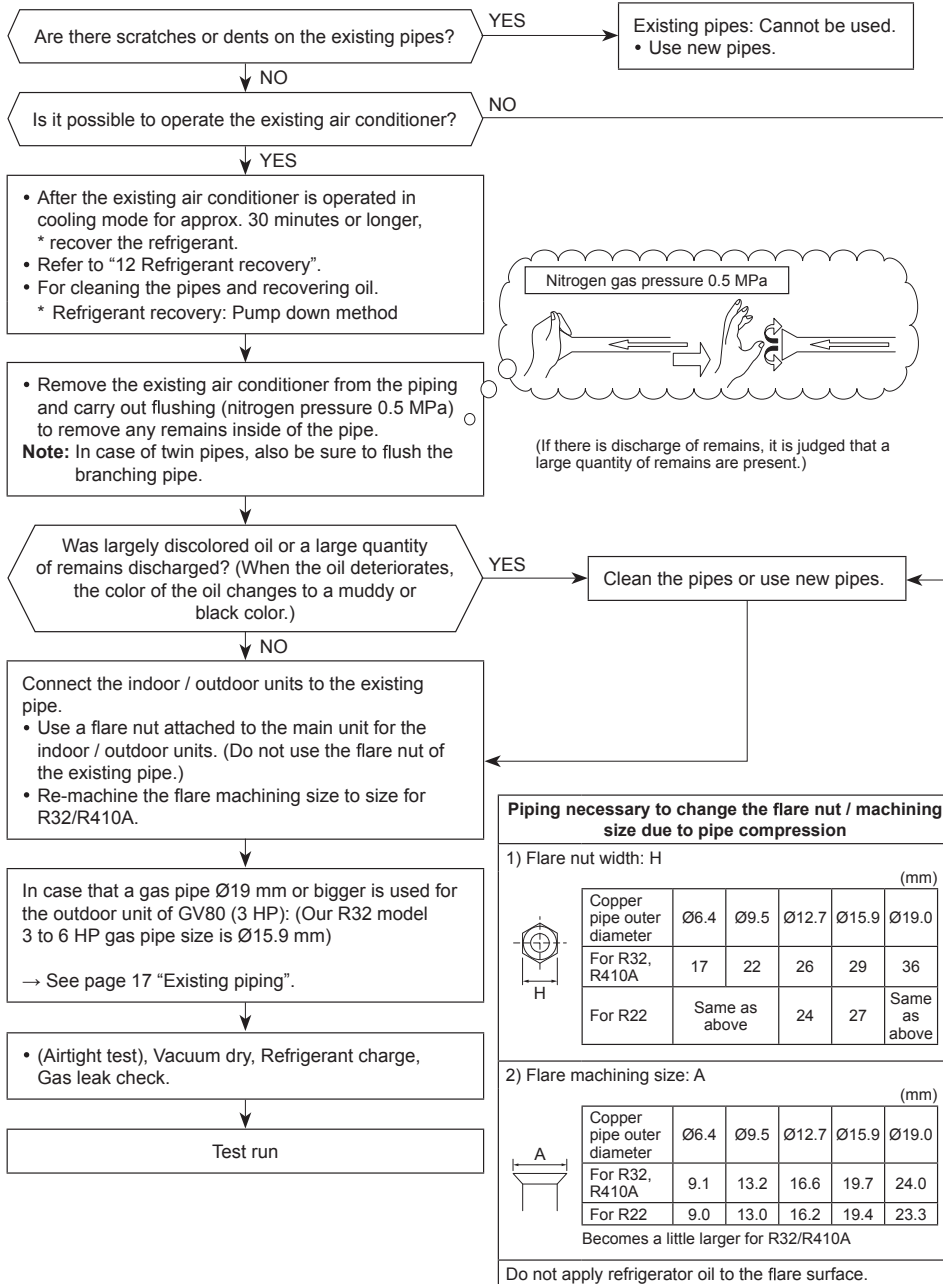 Are there scratches or dents on the existing pipes?
YES
Existing pipes: Cannot be used.
• Use new pipes.
NO
Is it possible to operate the existing air conditioner?
NO
YES
• After the existing air conditioner is operated in
cooling mode for approx. 30 minutes or longer,
* recover the refrigerant.
• Refer to “12 Refrigerant recovery”.
• For cleaning the pipes and recovering oil.
* Refrigerant recovery: Pump down method
Nitrogen gas pressure 0.5 MPa
• Remove the existing air conditioner from the piping
and carry out flushing (nitrogen pressure 0.5 MPa)
to remove any remains inside of the pipe.
Note: In case of twin pipes, also be sure to flush the
branching pipe.
(If there is discharge of remains, it is judged that a
large quantity of remains are present.)
Was largely discolored oil or a large quantity
of remains discharged? (When the oil deteriorates,
the color of the oil changes to a muddy or
black color.)
YES
Clean the pipes or use new pipes.
NO
Connect the indoor / outdoor units to the existing
pipe.
• Use a flare nut attached to the main unit for the
indoor / outdoor units. (Do not use the flare nut of
the existing pipe.)
• Re-machine the flare machining size to size for
R32/R410A.
In case that a gas pipe Ø19 mm or bigger is used for
the outdoor unit of GV80 (3 HP): (Our R32 model
3 to 6 HP gas pipe size is Ø15.9 mm)
→ See page 17 “Existing piping”.
• (Airtight test), Vacuum dry, Refrigerant charge,
Gas leak check.
Test run
Piping necessary to change the flare nut / machining
size due to pipe compression
1) Flare nut width: H
(mm)
H
Copper
pipe outer
diameter
Ø6.4 Ø9.5 Ø12.7 Ø15.9 Ø19.0
For R32,
R410A
17 22 26 29 36
For R22
Same as
above
24 27
Same
as
above
2) Flare machining size: A
(mm)
A
Copper
pipe outer
diameter
Ø6.4 Ø9.5 Ø12.7 Ø15.9 Ø19.0
For R32,
R410A
9.1 13.2 16.6 19.7 24.0
For R22 9.0 13.0 16.2 19.4 23.3
Becomes a little larger for R32/R410A
Do not apply refrigerator oil to the flare surface.